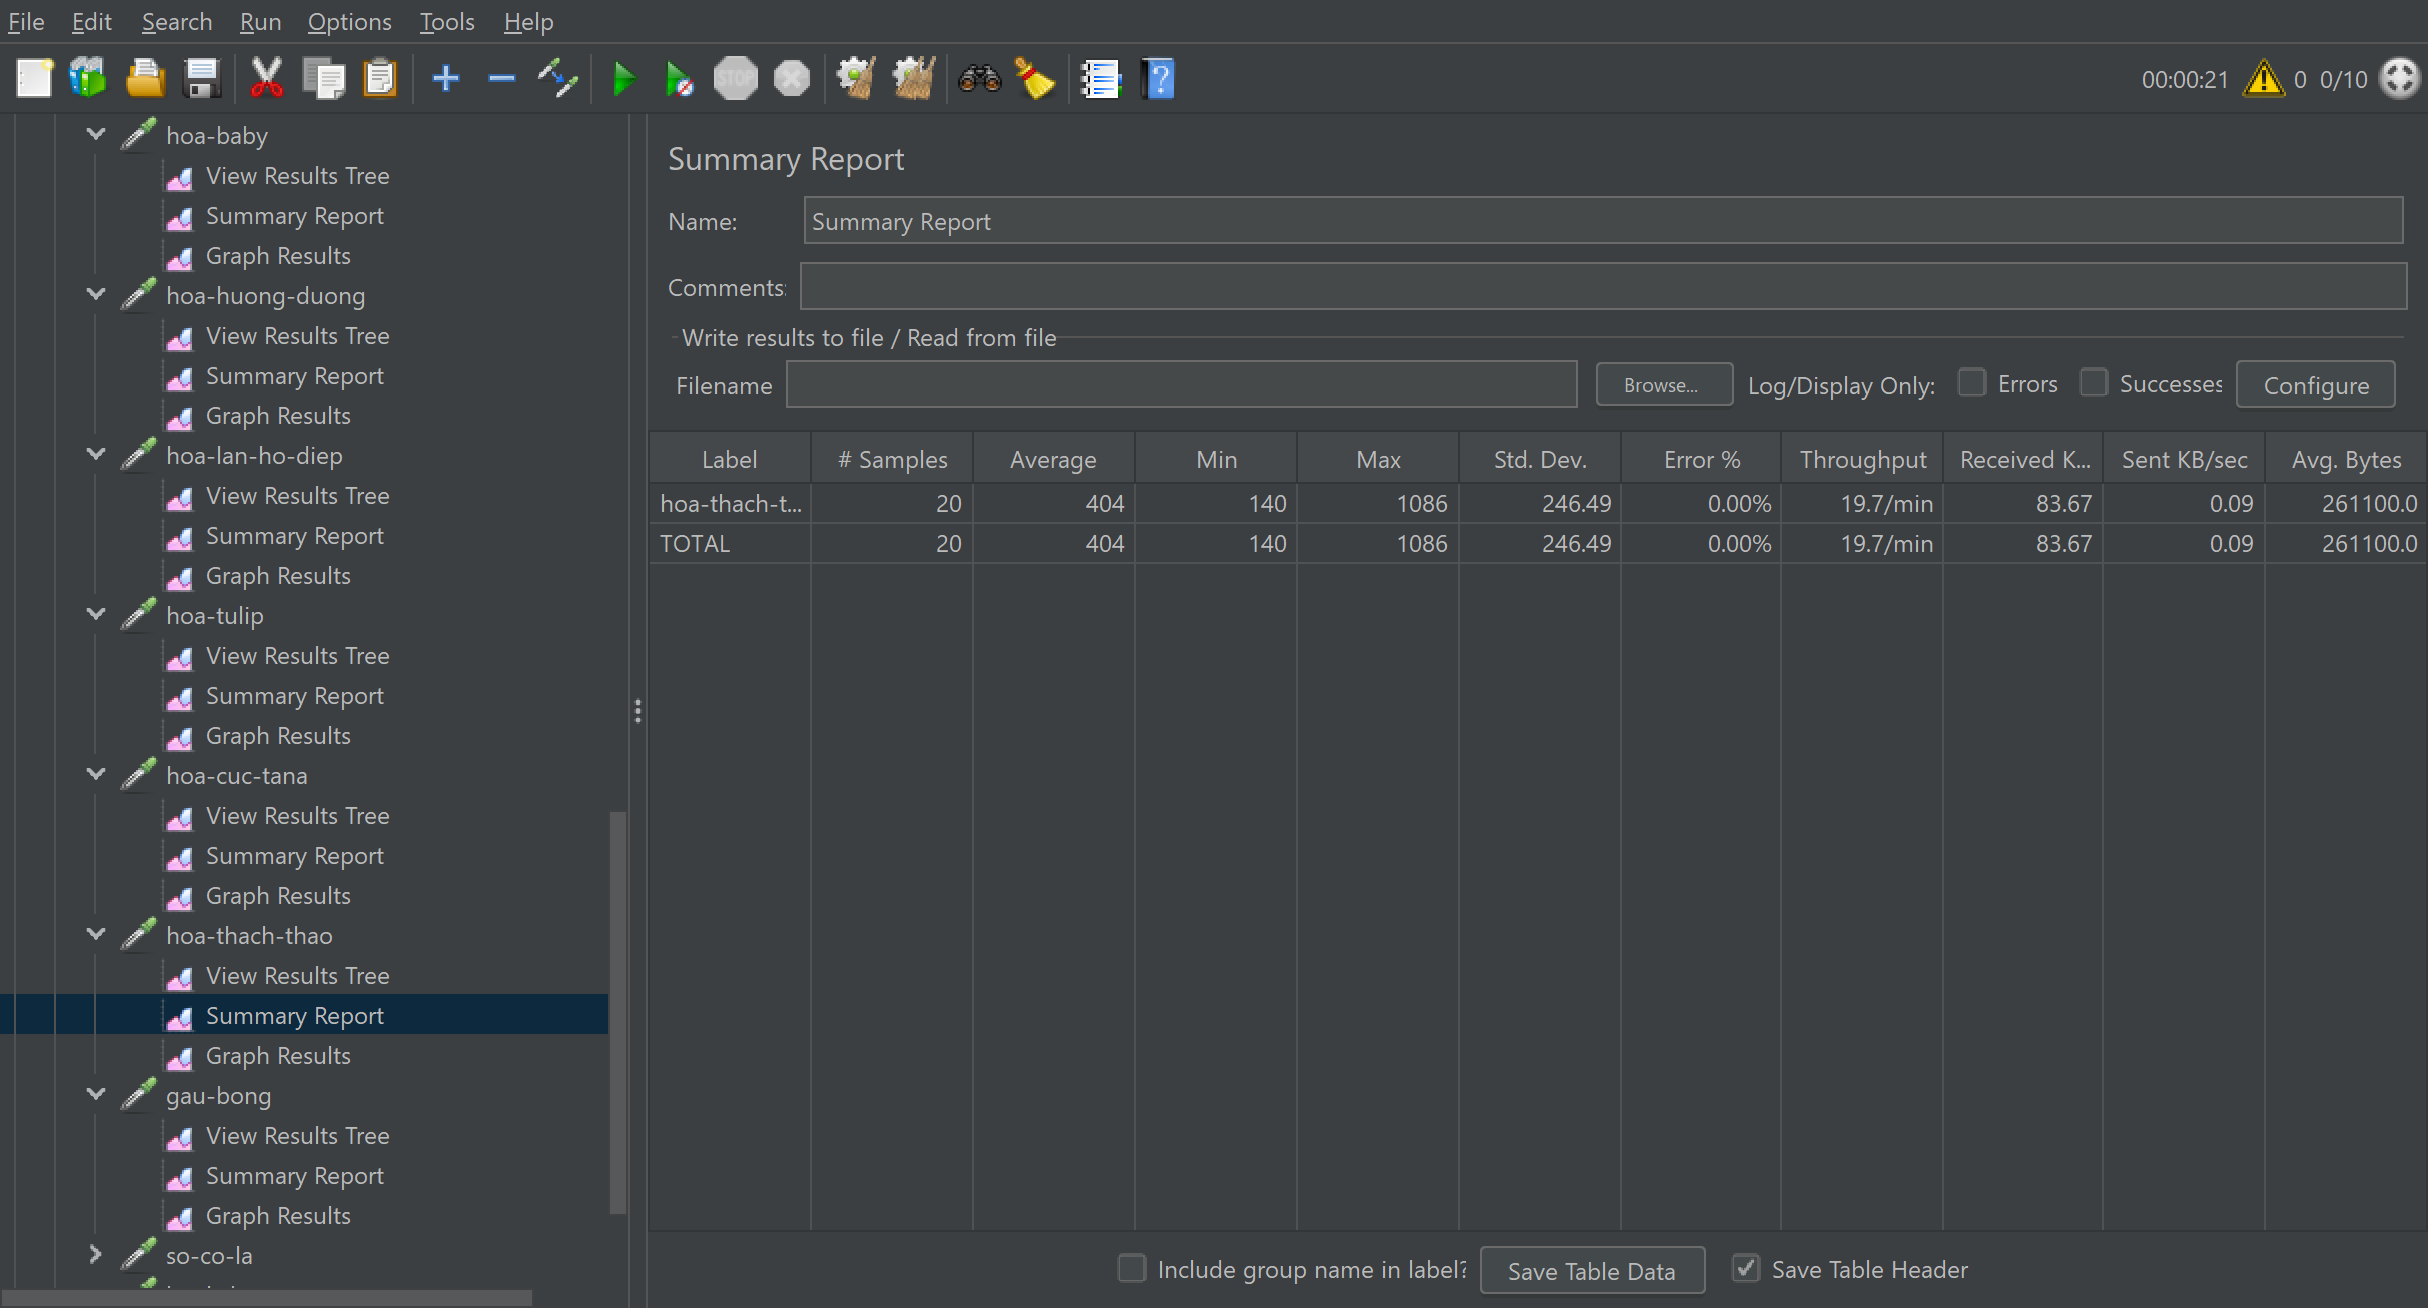 File Edit Search Run Options Tools Help
STOP
00:00:21 0 0/10
hoa-baby
View Results Tree
Summary Report
Graph Results
hoa-huong-duong
View Results Tree
Summary Report
Graph Results
hoa-lan-ho-diep
View Results Tree
Summary Report
Graph Results
hoa-tulip
View Results Tree
Summary Report
Graph Results
hoa-cuc-tana
View Results Tree
Summary Report
Graph Results
hoa-thach-thao
View Results Tree
Summary Report
Graph Results
gau-bong
View Results Tree
Summary Report
Graph Results
so-co-la
Summary Report
Name: Summary Report
Comments:
Write results to file / Read from file
Filename Browse... Log/Display Only: Errors Successes Configure
Label # Samples Average Min Max Std. Dev. Error % Throughput Received K... Sent KB/sec Avg. Bytes
hoa-thach-t... 20 404 140 1086 246.49 0.00% 19.7/min 83.67 0.09 261100.0
TOTAL 20 404 140 1086 246.49 0.00% 19.7/min 83.67 0.09 261100.0
Include group name in label? Save Table Data Save Table Header